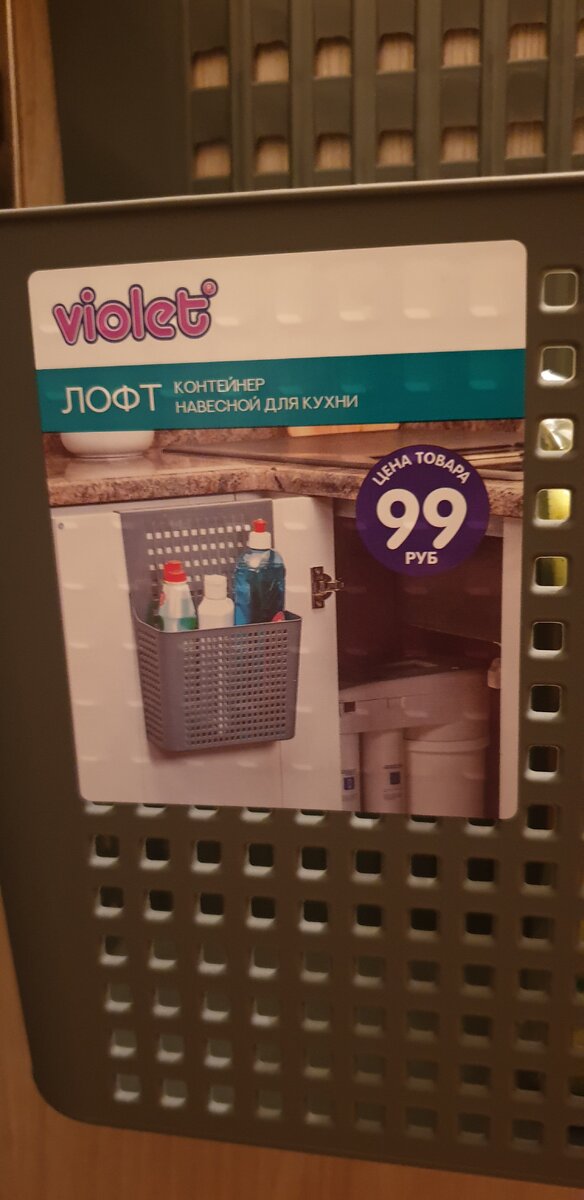 violet®
ЛОФТ
КОНТЕЙНЕР
НАВЕСНОЙ ДЛЯ КУХНИ
ЦЕНА ТОВАРА
99
РУБ